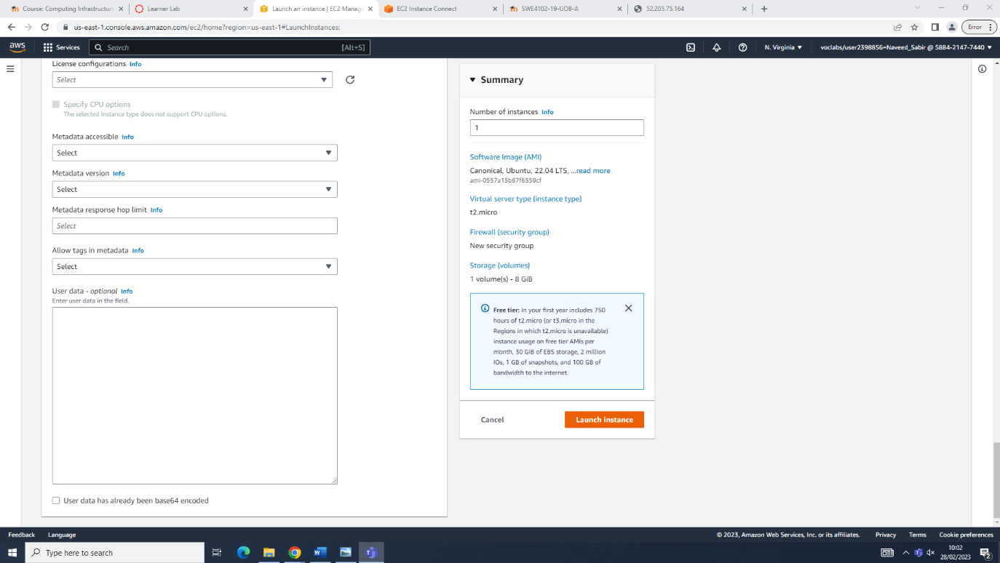 Course: Computing Infrastructure
Learner Lab
Launch an instance | EC2 Manage
EC2 Instance Connect
SWE4102-19-UOB-A
52.205.75.164
us-east-1.console.aws.amazon.com/ec2/home?region=us-east-1#LaunchInstances:
Error
aws
Services
Search
[Alt+S]
N. Virginia
voclabs/user2398856=Naveed_Sabir @ 5884-2147-7440
License configurations Info
Select
Specify CPU options
The selected instance type does not support CPU options.
Metadata accessible Info
Select
Metadata version Info
Select
Metadata response hop limit Info
Select
Allow tags in metadata Info
Select
User data - optional Info
Enter user data in the field.
User data has already been base64 encoded
Summary
Number of instances Info
1
Software Image (AMI)
Canonical, Ubuntu, 22.04 LTS, ...read more
ami-0557a15b87f6559cf
Virtual server type (instance type)
t2.micro
Firewall (security group)
New security group
Storage (volumes)
1 volume(s) - 8 GiB
Free tier: In your first year includes 750
hours of t2.micro (or t3.micro in the
Regions in which t2.micro is unavailable)
instance usage on free tier AMIs per
month, 30 GiB of EBS storage, 2 million
IOs, 1 GB of snapshots, and 100 GB of
bandwidth to the internet.
Cancel
Launch instance
Feedback
Language
© 2023, Amazon Web Services, Inc. or its affiliates.
Privacy
Terms
Cookie preferences
Type here to search
10:02
28/02/2023
2